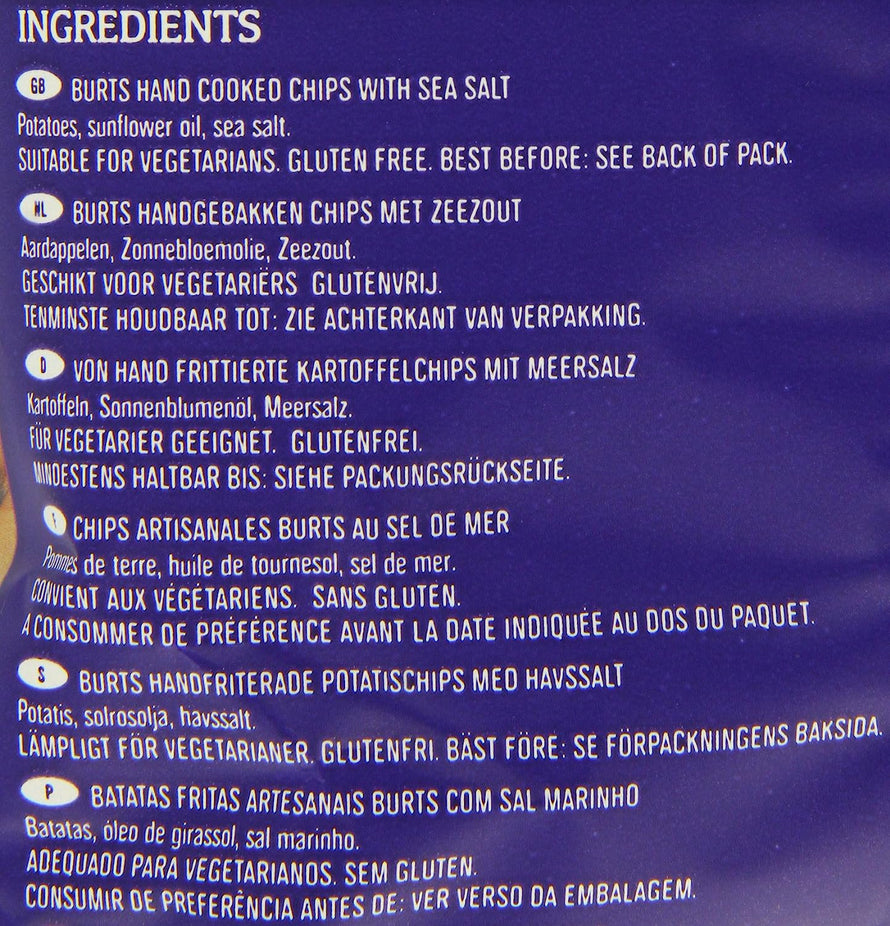 INGREDIENTS
GB BURTS HAND COOKED CHIPS WITH SEA SALT
Potatoes, sunflower oil, sea salt.
SUITABLE FOR VEGETARIANS. GLUTEN FREE. BEST BEFORE: SEE BACK OF PACK.
NL BURTS HANDGEBAKKEN CHIPS MET ZEEZOUT
Aardappelen, Zonnebloemolie, Zeezout.
GESCHIKT VOOR VEGETARIËRS GLUTENVRIJ.
TENMINSTE HOUDBAAR TOT: ZIE ACHTERKANT VAN VERPAKKING.
D VON HAND FRITTIERTE KARTOFFELCHIPS MIT MEERSALZ
Kartoffeln, Sonnenblumenöl, Meersalz.
FÜR VEGETARIER GEEIGNET. GLUTENFREI.
MINDESTENS HALTBAR BIS: SIEHE PACKUNGSRÜCKSEITE.
F CHIPS ARTISANALES BURTS AU SEL DE MER
Pommes de terre, huile de tournesol, sel de mer.
CONVIENT AUX VÉGÉTARIENS. SANS GLUTEN.
A CONSOMMER DE PRÉFÉRENCE AVANT LA DATE INDIQUÉE AU DOS DU PAQUET.
S BURTS HANDFRITERADE POTATISCHIPS MED HAVSSALT
Potatis, solrosolja, havssalt.
LÄMPLIGT FÖR VEGETARIANER. GLUTENFRI. BÄST FÖRE: SE FÖRPACKNINGENS BAKSIDA.
P BATATAS FRITAS ARTESANAIS BURTS COM SAL MARINHO
Batatas, óleo de girassol, sal marinho.
ADEQUADO PARA VEGETARIANOS. SEM GLUTEN.
CONSUMIR DE PREFERÊNCIA ANTES DE: VER VERSO DA EMBALAGEM.